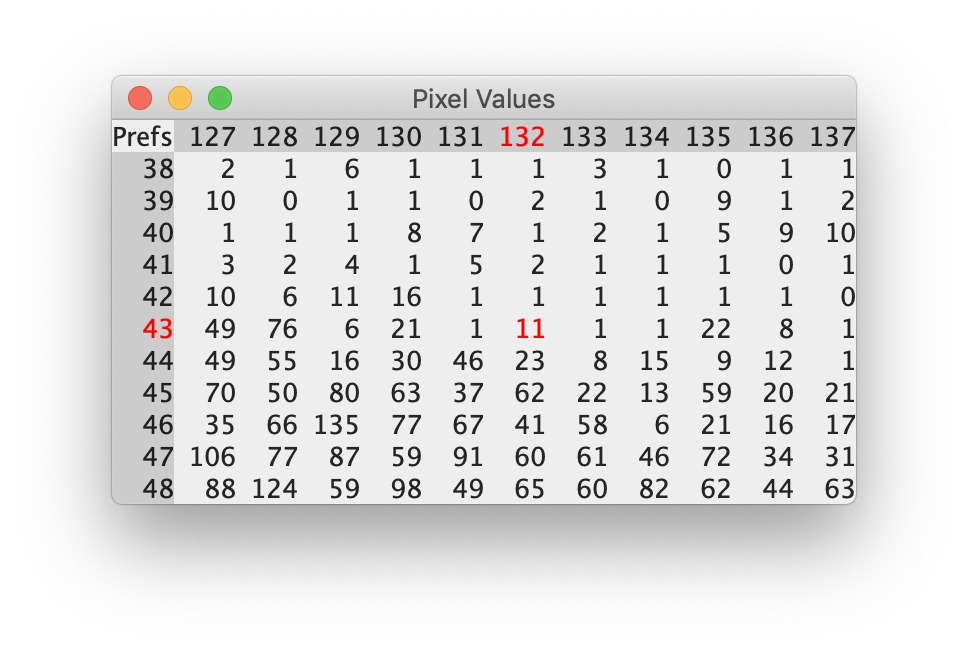 Pixel Values
Prefs 127 128 129 130 131 132 133 134 135 136 137
38 2 1 6 1 1 1 3 1 0 1 1
39 10 0 1 1 0 2 1 0 9 1 2
40 1 1 1 8 7 1 2 1 5 9 10
41 3 2 4 1 5 2 1 1 1 0 1
42 10 6 11 16 1 1 1 1 1 1 0
43 49 76 6 21 1 11 1 1 22 8 1
44 49 55 16 30 46 23 8 15 9 12 1
45 70 50 80 63 37 62 22 13 59 20 21
46 35 66 135 77 67 41 58 6 21 16 17
47 106 77 87 59 91 60 61 46 72 34 31
48 88 124 59 98 49 65 60 82 62 44 63